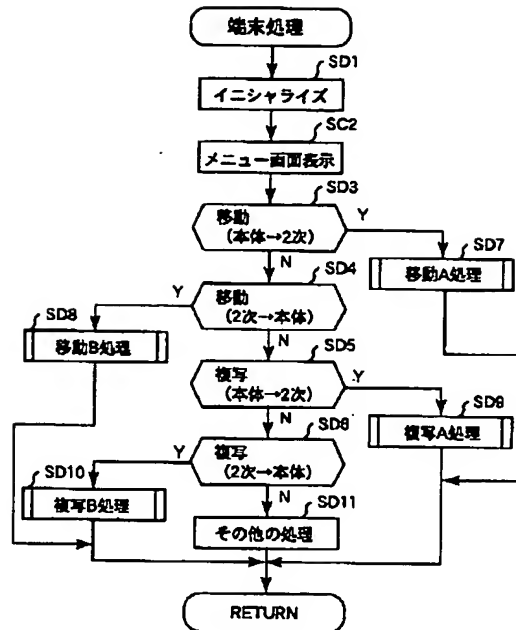 端末処理
SD1
イニシャライズ
SC2
メニュー画面表示
SD3
移動
(本体→2次)
Y
N
SD7
移動A処理
SD4
移動
(2次→本体)
Y
N
SD8
移動B処理
SD5
複写
(本体→2次)
Y
N
SD9
複写A処理
SD6
複写
(2次→本体)
Y
N
SD10
複写B処理
SD11
その他の処理
RETURN